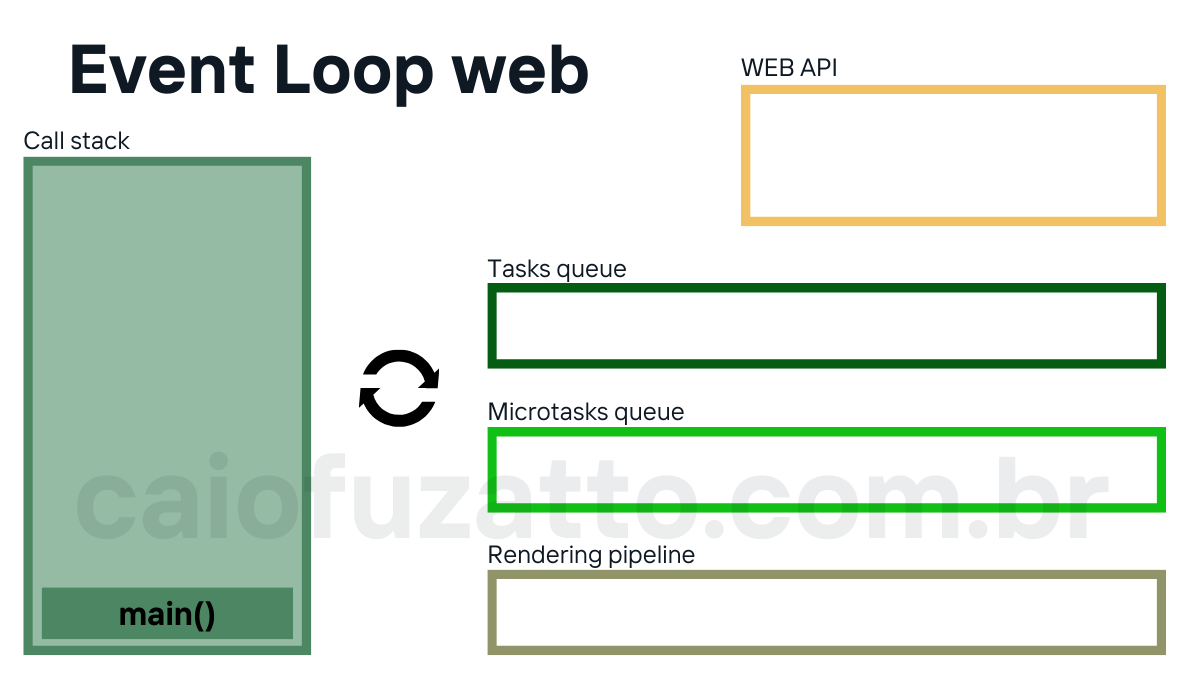 Event Loop web
WEB API
Call stack
Tasks queue
Microtasks queue
caiofuzatto.com.br
Rendering pipeline
main()